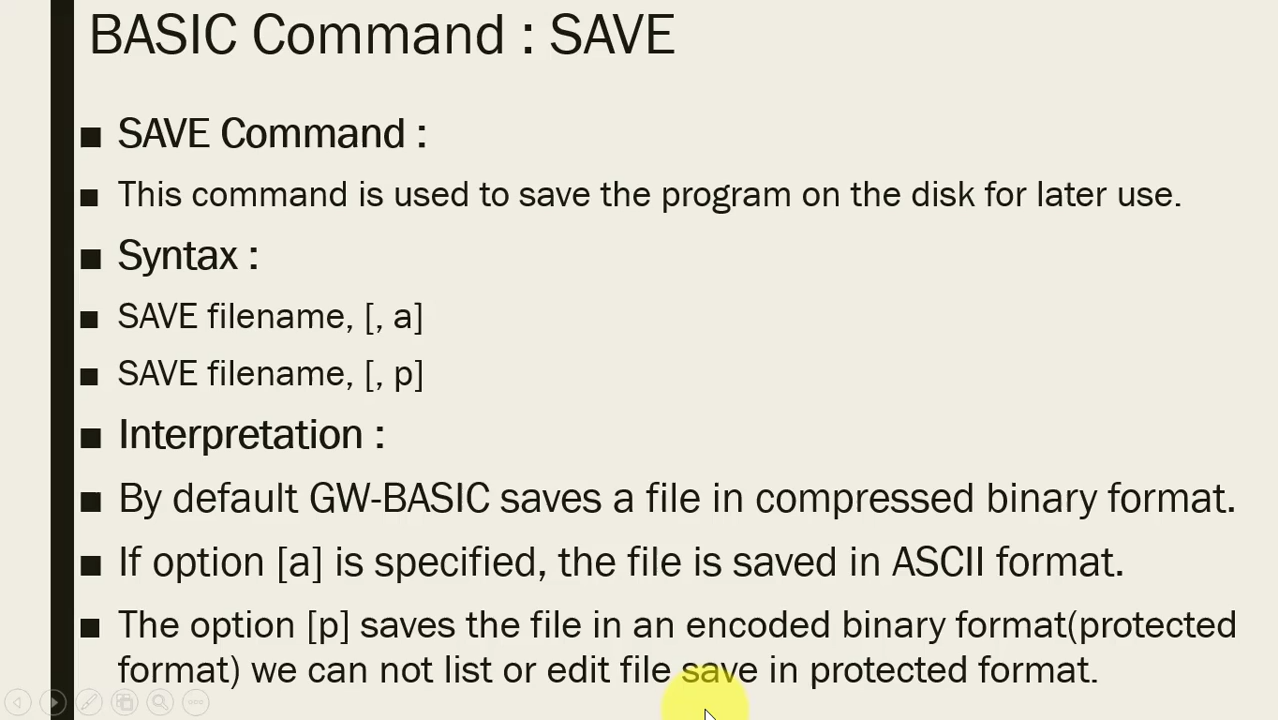 BASIC Command : SAVE
■ SAVE Command :
■ This command is used to save the program on the disk for later use.
■ Syntax :
■ SAVE filename, [, a]
■ SAVE filename, [, p]
■ Interpretation :
■ By default GW-BASIC saves a file in compressed binary format.
■ If option [a] is specified, the file is saved in ASCII format.
■ The option [p] saves the file in an encoded binary format(protected
format) we can not list or edit file save in protected format.